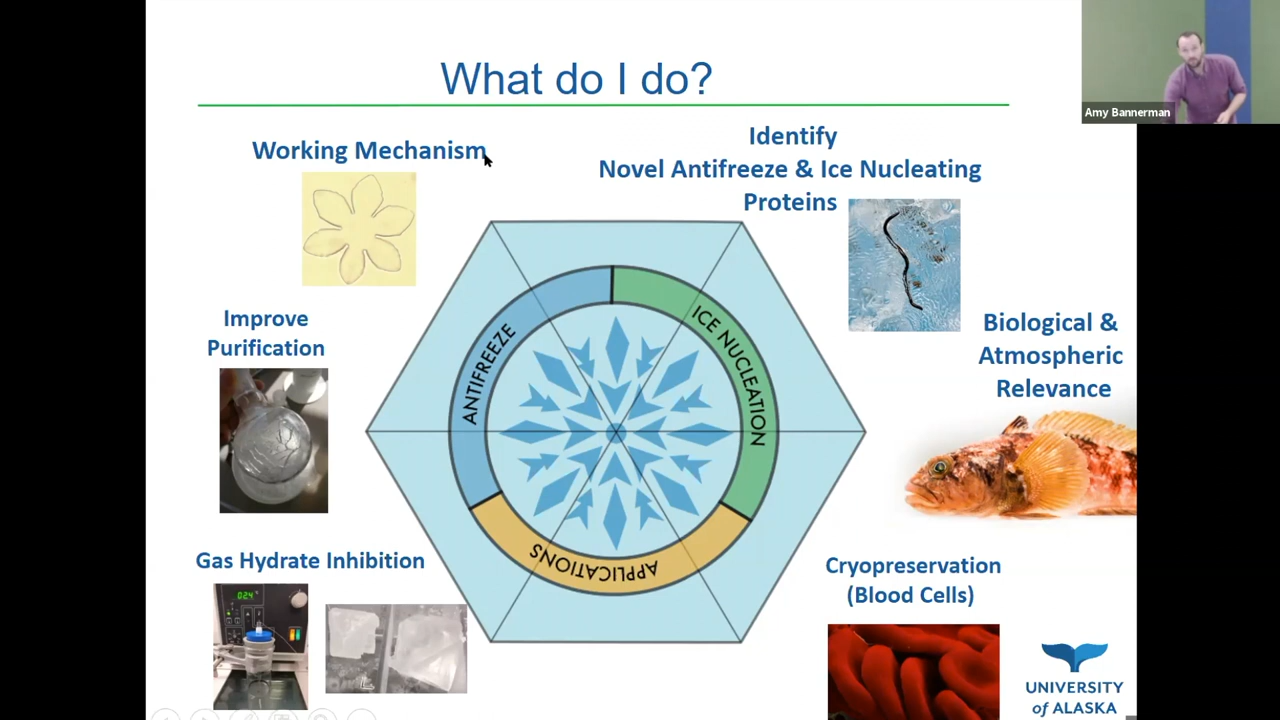 What do I do?
Amy Bannerman
Working Mechanism
Identify
Novel Antifreeze & Ice Nucleating
Proteins
Improve
Purification
ANTIFREEZE
ICE NUCLEATION
APPLICATIONS
Biological &
Atmospheric
Relevance
Gas Hydrate Inhibition
Cryopreservation
(Blood Cells)
UNIVERSITY
of ALASKA